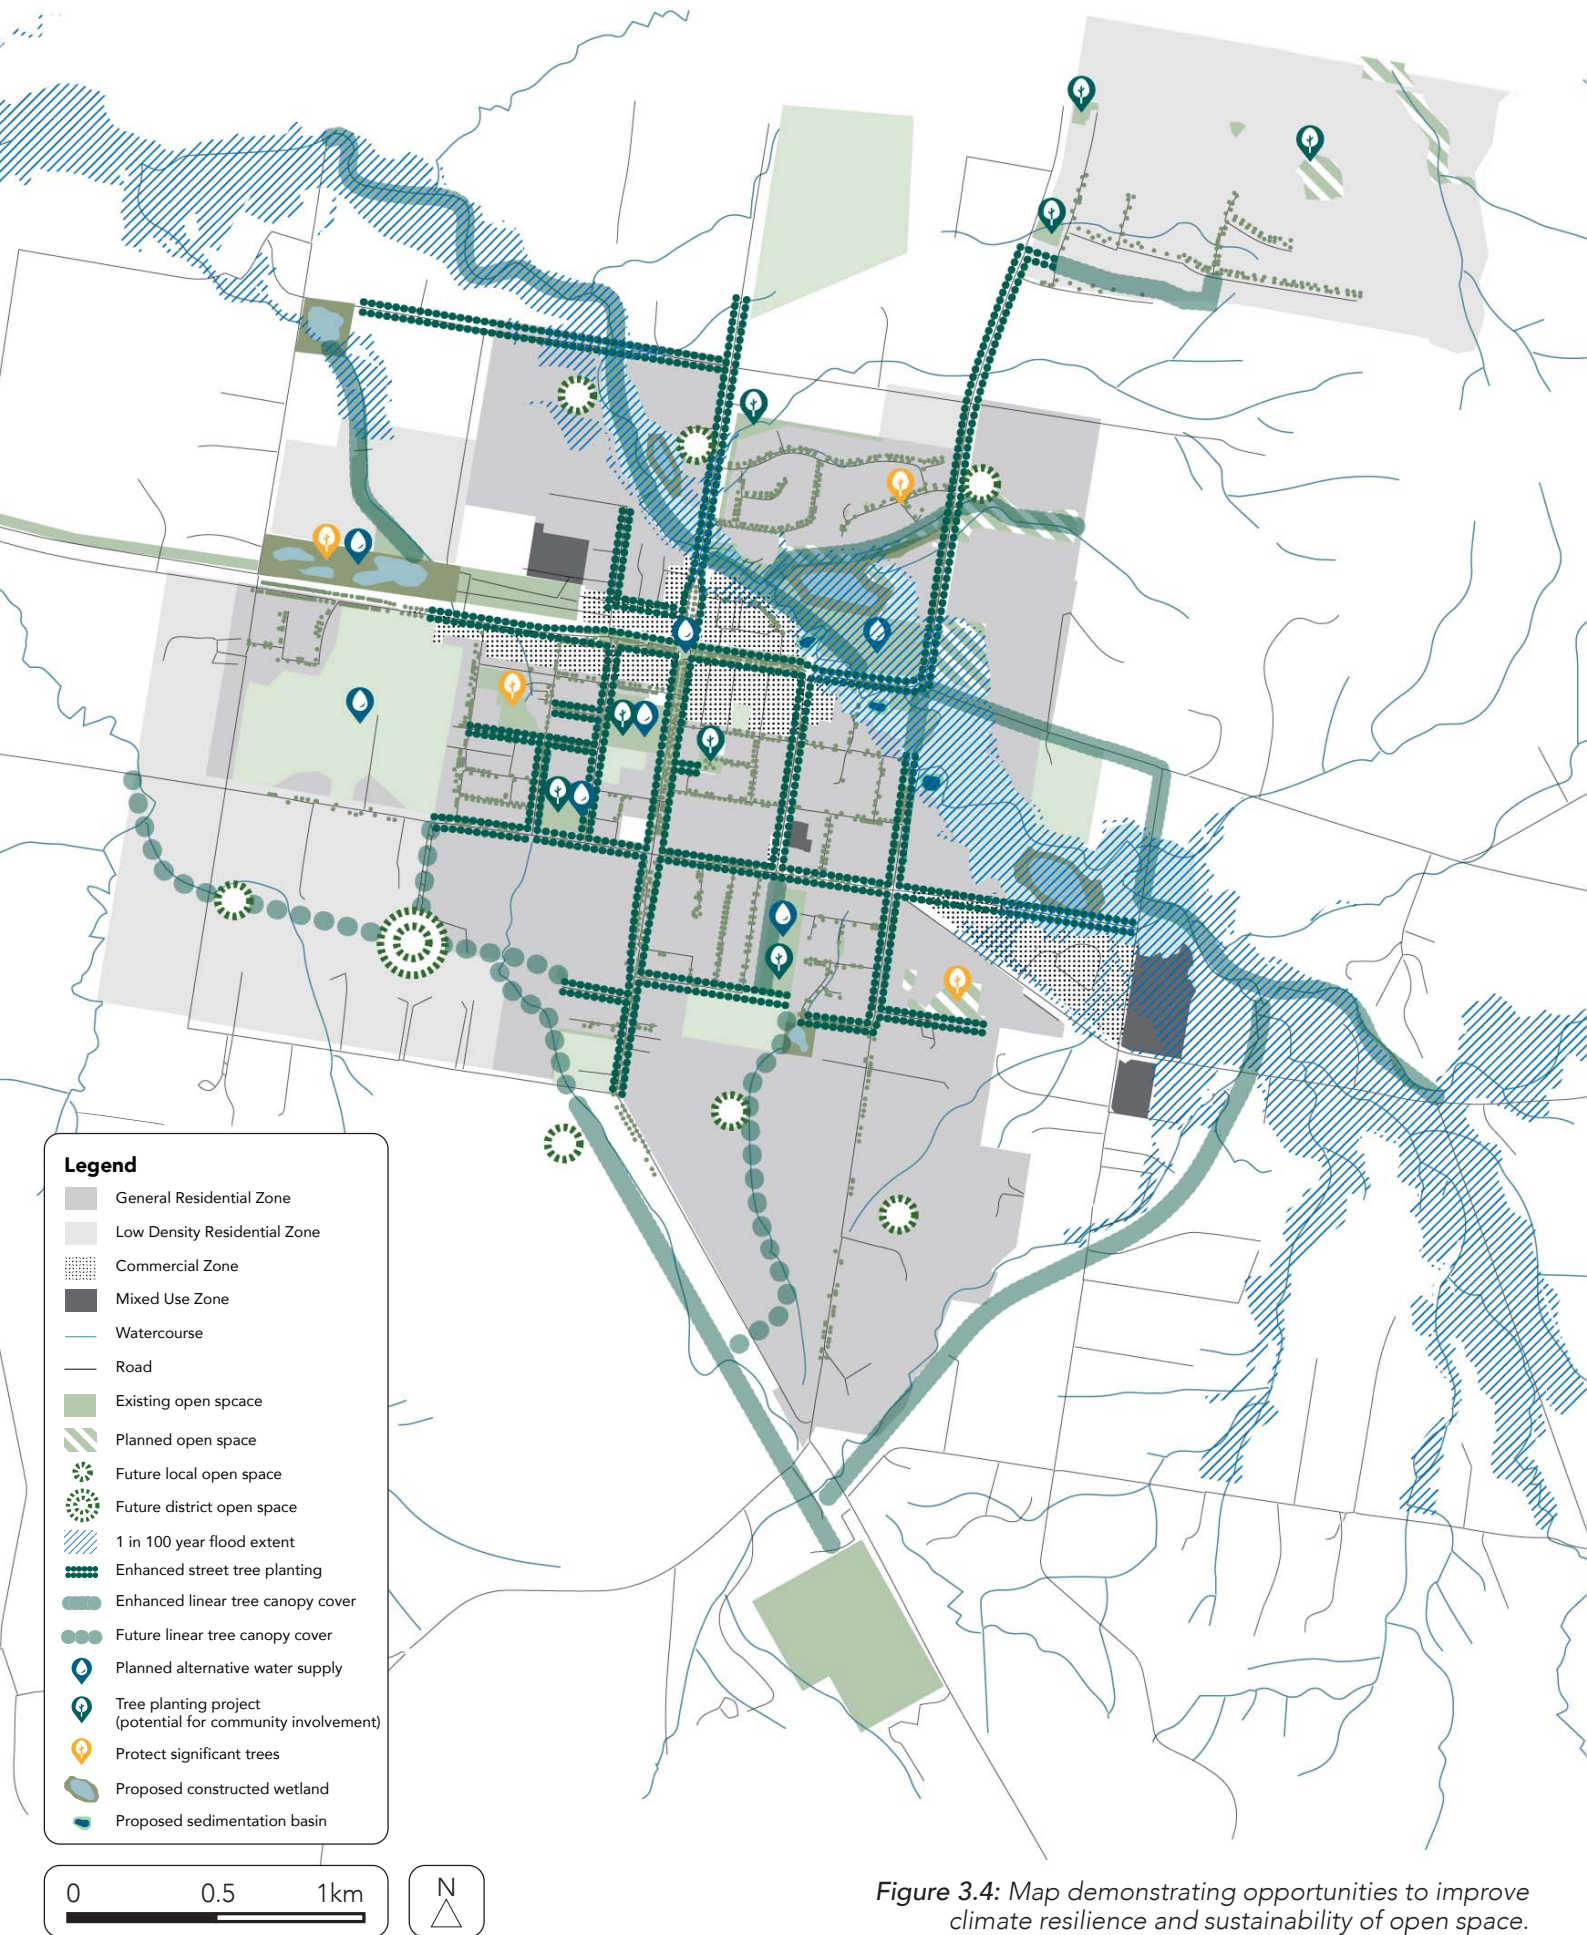 Legend
General Residential Zone
Low Density Residential Zone
Commercial Zone
Mixed Use Zone
Watercourse
Road
Existing open spcace
Planned open space
Future local open space
Future district open space
1 in 100 year flood extent
Enhanced street tree planting
Enhanced linear tree canopy cover
Future linear tree canopy cover
Planned alternative water supply
Tree planting project
(potential for community involvement)
Protect significant trees
Proposed constructed wetland
Proposed sedimentation basin
0 0.5 1km
N
Figure 3.4: Map demonstrating opportunities to improve
climate resilience and sustainability of open space.